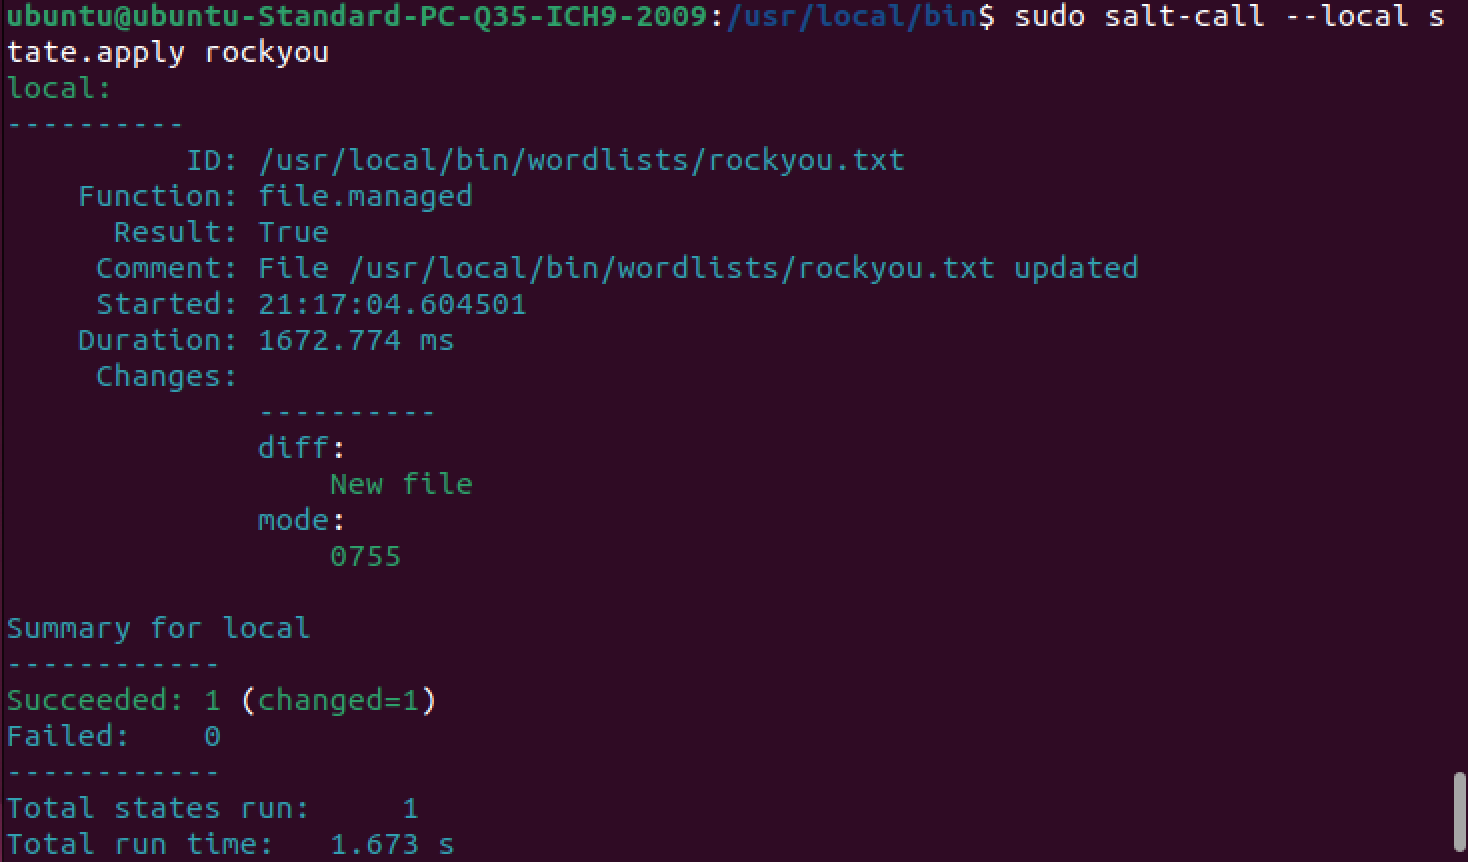 ubuntu@ubuntu-Standard-PC-Q35-ICH9-2009:/usr/local/bin$ sudo salt-call --local s
tate.apply rockyou
local:
----------
          ID: /usr/local/bin/wordlists/rockyou.txt
    Function: file.managed
      Result: True
     Comment: File /usr/local/bin/wordlists/rockyou.txt updated
     Started: 21:17:04.604501
    Duration: 1672.774 ms
     Changes:
              ----------
              diff:
                  New file
              mode:
                  0755

Summary for local
------------
Succeeded: 1 (changed=1)
Failed:    0
------------
Total states run:     1
Total run time:   1.673 s